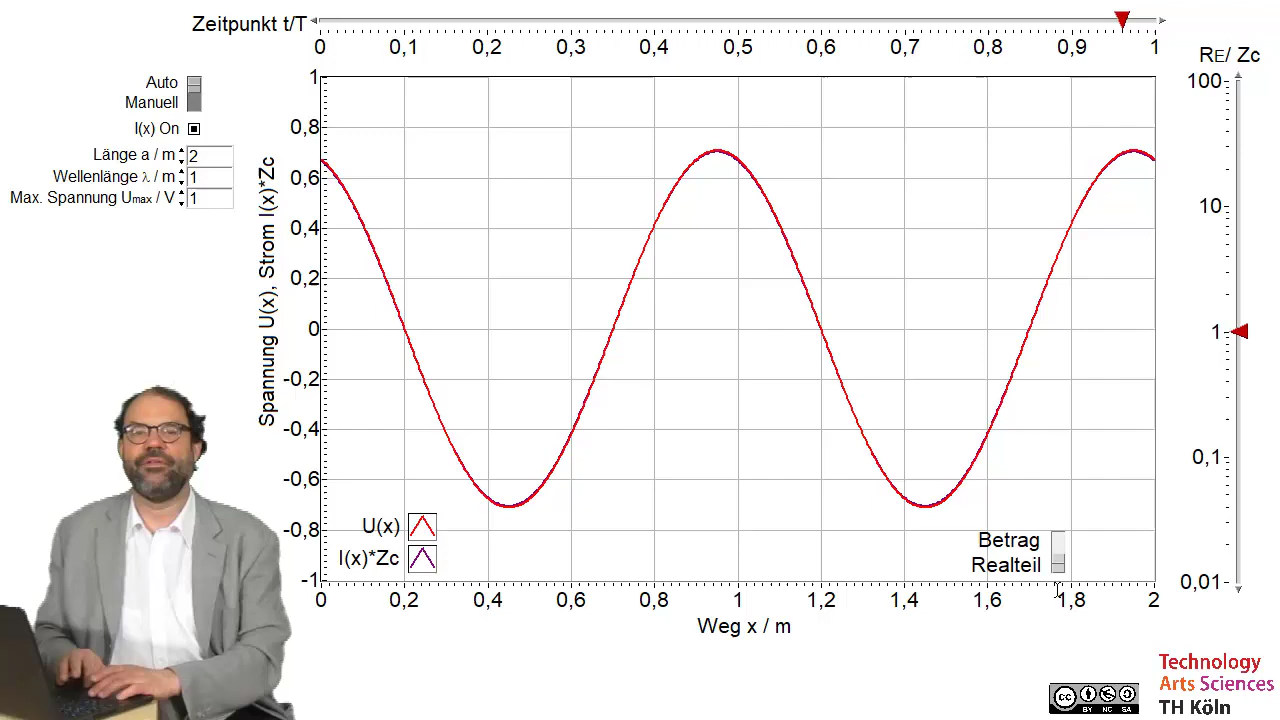 Zeitpunkt t/T
0 0,1 0,2 0,3 0,4 0,5 0,6 0,7 0,8 0,9 1
RE/ Zc
Auto
Manuell
I(x) On
Länge a / m 2
Wellenlänge λ / m 1
Max. Spannung Umax / V 1
Spannung U(x), Strom I(x)*Zc
1
0.8
0.6
0.4
0.2
0
-0.2
-0.4
-0.6
-0.8
-1
U(x)
I(x)*Zc
Betrag
Realteil
0 0,2 0,4 0,6 0,8 1 1,2 1,4 1,6 1,8 2
Weg x / m
100
10
1
0,1
0,01
cc BY NC SA
Technology
Arts Sciences
TH Köln